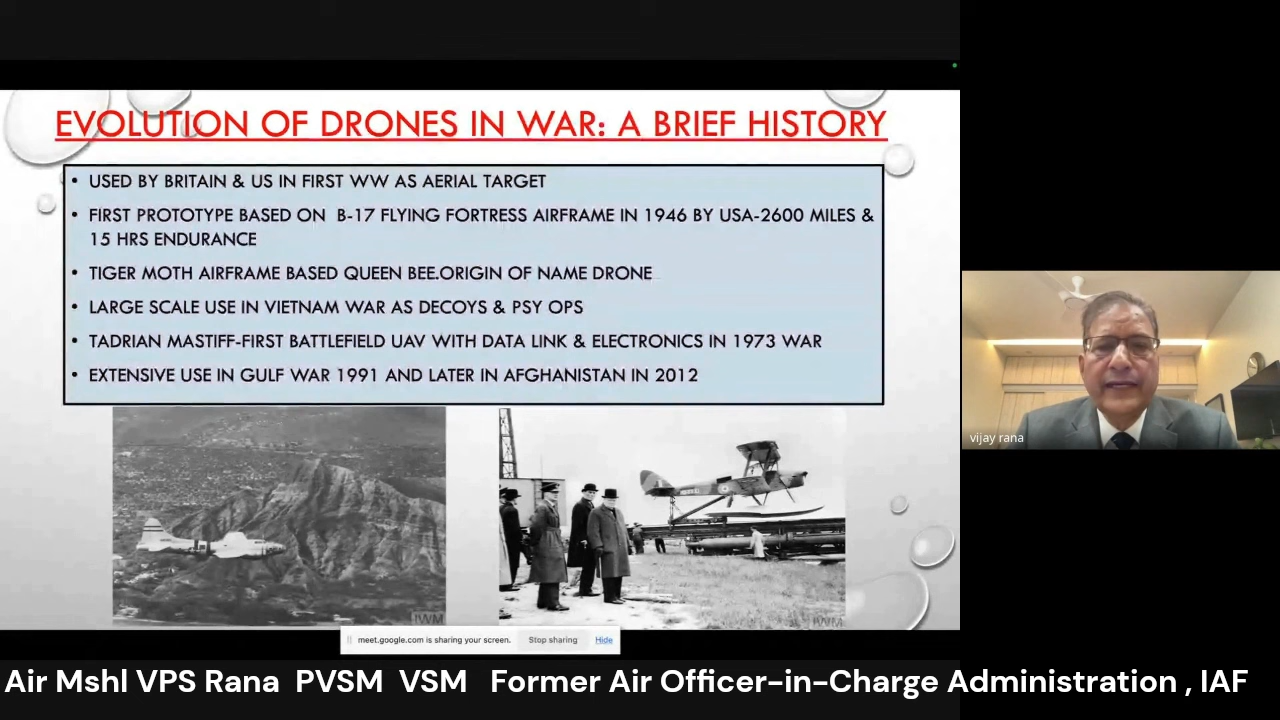 EVOLUTION OF DRONES IN WAR: A BRIEF HISTORY
• USED BY BRITAIN & US IN FIRST WW AS AERIAL TARGET
• FIRST PROTOTYPE BASED ON B-17 FLYING FORTRESS AIRFRAME IN 1946 BY USA-2600 MILES &
15 HRS ENDURANCE
• TIGER MOTH AIRFRAME BASED QUEEN BEE.ORIGIN OF NAME DRONE
• LARGE SCALE USE IN VIETNAM WAR AS DECOYS & PSY OPS
• TADRIAN MASTIFF-FIRST BATTLEFIELD UAV WITH DATA LINK & ELECTRONICS IN 1973 WAR
• EXTENSIVE USE IN GULF WAR 1991 AND LATER IN AFGHANISTAN IN 2012
IWM
IWM
vijay rana
meet.google.com is sharing your screen. Stop sharing Hide
Air Mshl VPS Rana PVSM VSM Former Air Officer-in-Charge Administration , IAF